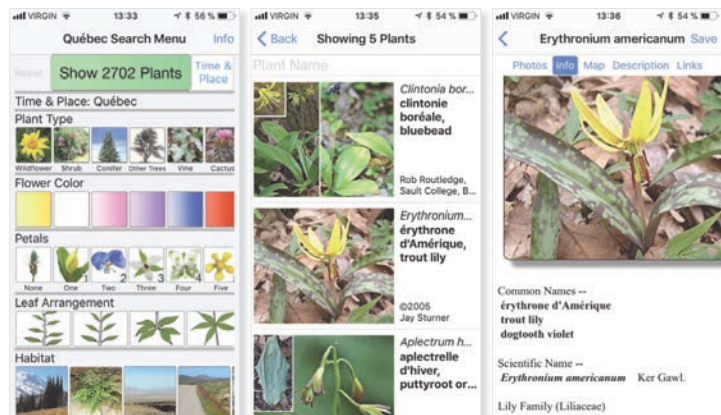 VIRGIN 13:33 56 %
Québec Search Menu Info
Reset Show 2702 Plants Time & Place
Time & Place: Québec
Plant Type
Wildflower Shrub Conifer Other Trees Vine Cactus
Flower Color
Petals
1 2 3 4
None One Two Three Four Five
Leaf Arrangement
Habitat
VIRGIN 13:35 54 %
Back Showing 5 Plants
Plant Name
Clintonia bor...
clintonie
boréale,
bluebead
Rob Routledge,
Sault College, B...
Erythronium...
érythrone
d'Amérique,
trout lily
©2005
Jay Sturner
Aplectrum h...
aplectrelle
d'hiver,
puttyroot or...
VIRGIN 13:36 54 %
Erythronium americanum Save
Photos Info Map Description Links
Common Names --
érythrone d'Amérique
trout lily
dogtooth violet
Scientific Name --
Erythronium americanum Ker Gawl.
Lily Family (Liliaceae)